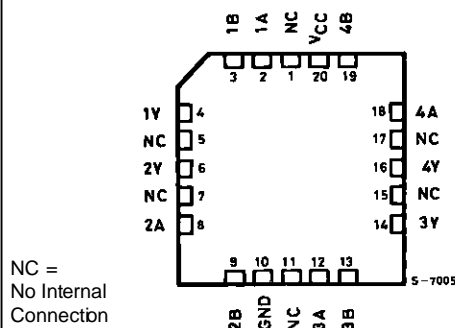 1B 1A NC VCC 4B
3 2 1 20 19
1Y 4 18 4A
NC 5 17 NC
2Y 6 16 4Y
NC 7 15 NC
2A 8 14 3Y
9 10 11 12 13
S-7005
2B GND NC 3A 3B
NC =
No Internal
Connection